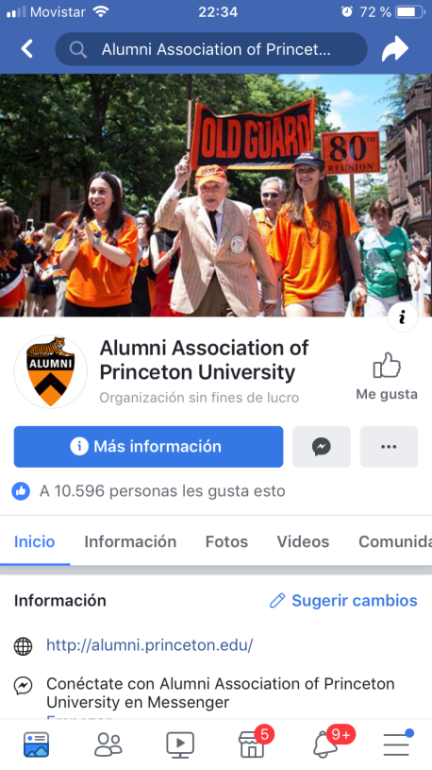 Movistar 22:34 72 %
Alumni Association of Princet...
OLD GUARD
80TH
REUNION
ALUMNI
Alumni Association of
Princeton University
Organización sin fines de lucro
Me gusta
Más información
A 10.596 personas les gusta esto
Inicio Información Fotos Videos Comunida
Información
Sugerir cambios
http://alumni.princeton.edu/
Conéctate con Alumni Association of Princeton
University en Messenger
5
9+